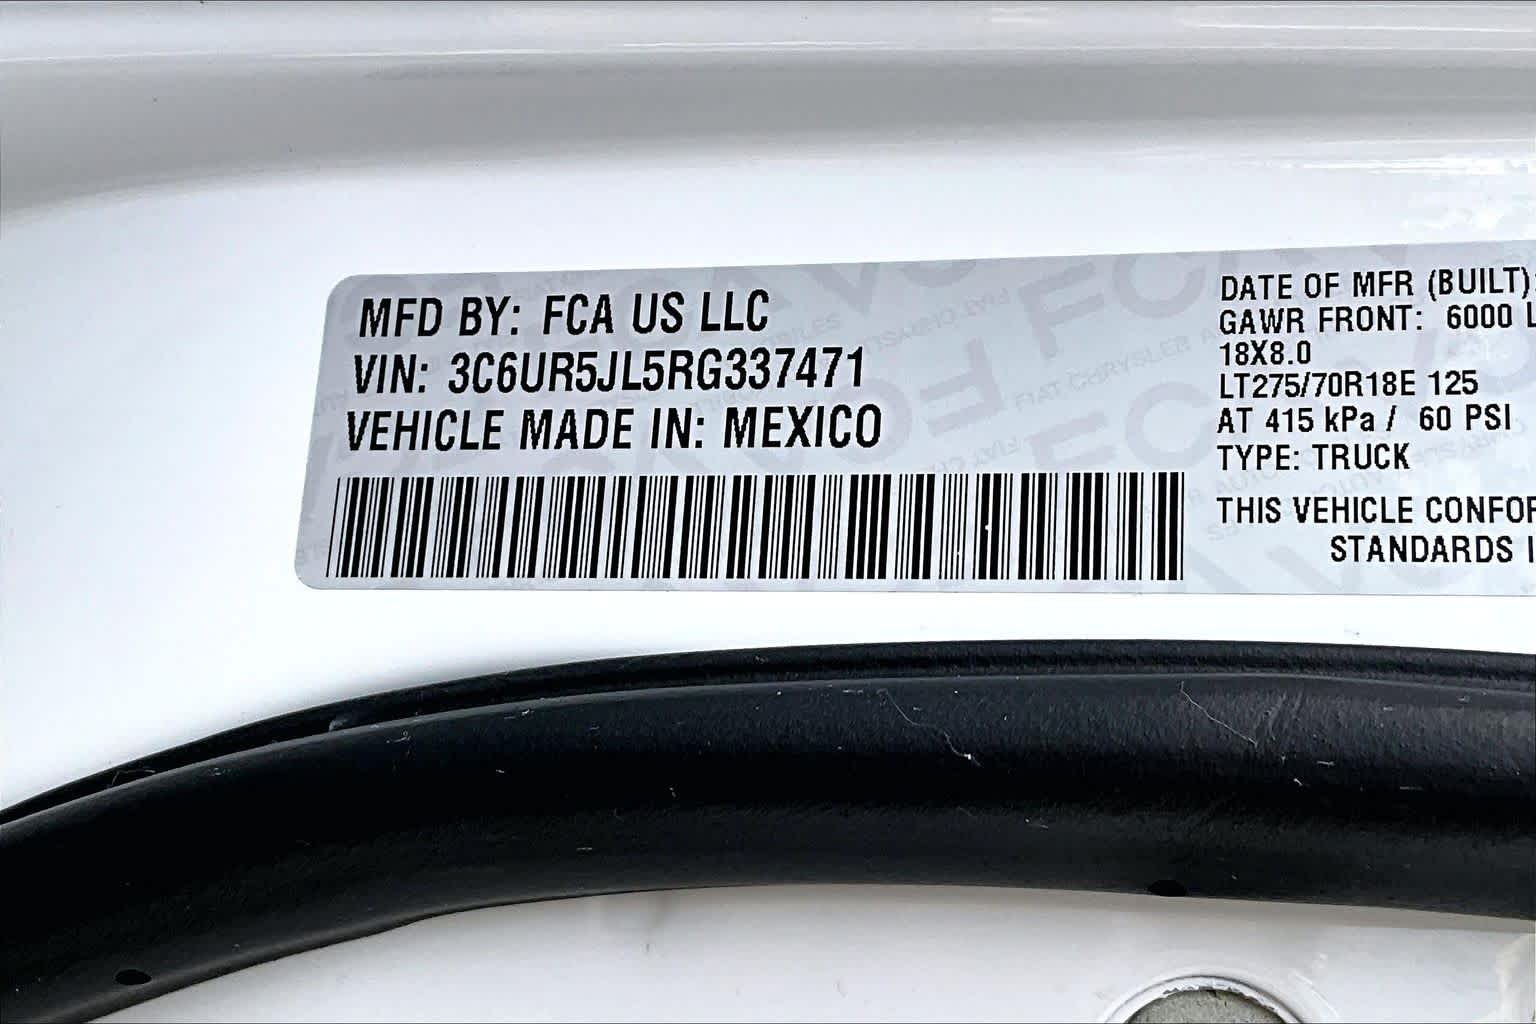 MFD BY: FCA US LLC
VIN: 3C6UR5JL5RG337471
VEHICLE MADE IN: MEXICO
DATE OF MFR (BUILT):
GAWR FRONT: 6000 L
18X8.0
LT275/70R18E 125
AT 415 kPa / 60 PSI
TYPE: TRUCK
THIS VEHICLE CONFOR
STANDARDS I